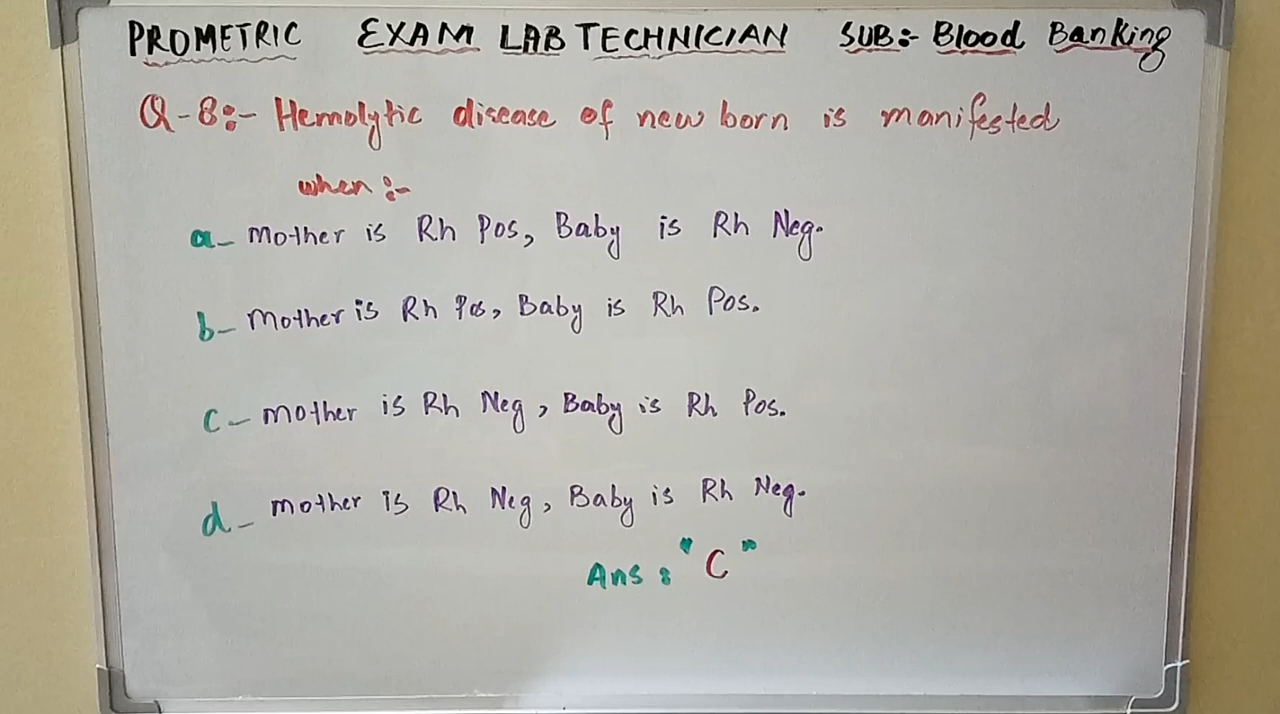 PROMETRIC EXAM LAB TECHNICIAN SUB:- Blood Banking
Q-8:- Hemolytic disease of new born is manifested
when:-
a- Mother is Rh Pos, Baby is Rh Neg.
b- Mother is Rh Pos, Baby is Rh Pos.
c- mother is Rh Neg, Baby is Rh Pos.
d- mother is Rh Neg, Baby is Rh Neg.
Ans: "C"